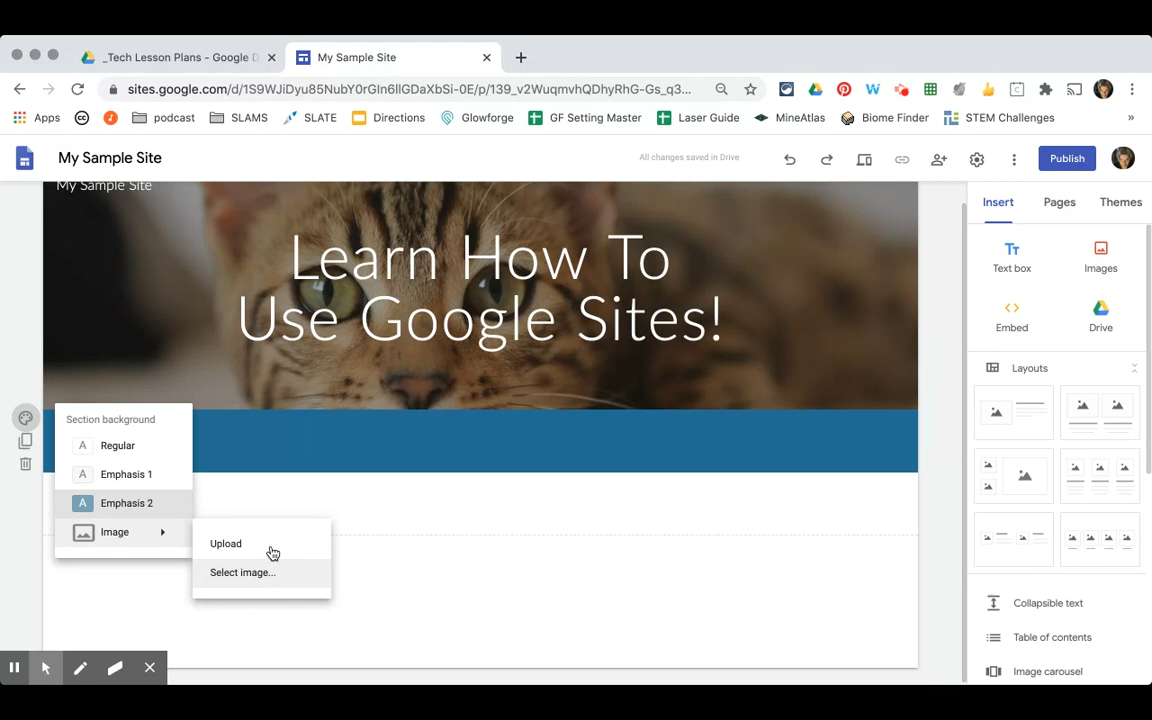 _Tech Lesson Plans - Google D
My Sample Site
sites.google.com/d/1S9WJiDyu85NubY0rGIn6llGDaXbSi-0E/p/139_v2WuqmvhQDhyRhG-Gs_q3...
Apps
podcast
SLAMS
SLATE
Directions
Glowforge
GF Setting Master
Laser Guide
MineAtlas
Biome Finder
STEM Challenges
»
My Sample Site
All changes saved in Drive
Publish
My Sample Site
Learn How To
Use Google Sites!
Insert
Pages
Themes
Text box
Images
Embed
Drive
Layouts
Section background
A Regular
A Emphasis 1
A Emphasis 2
Image
Upload
Select image...
Collapsible text
Table of contents
Image carousel